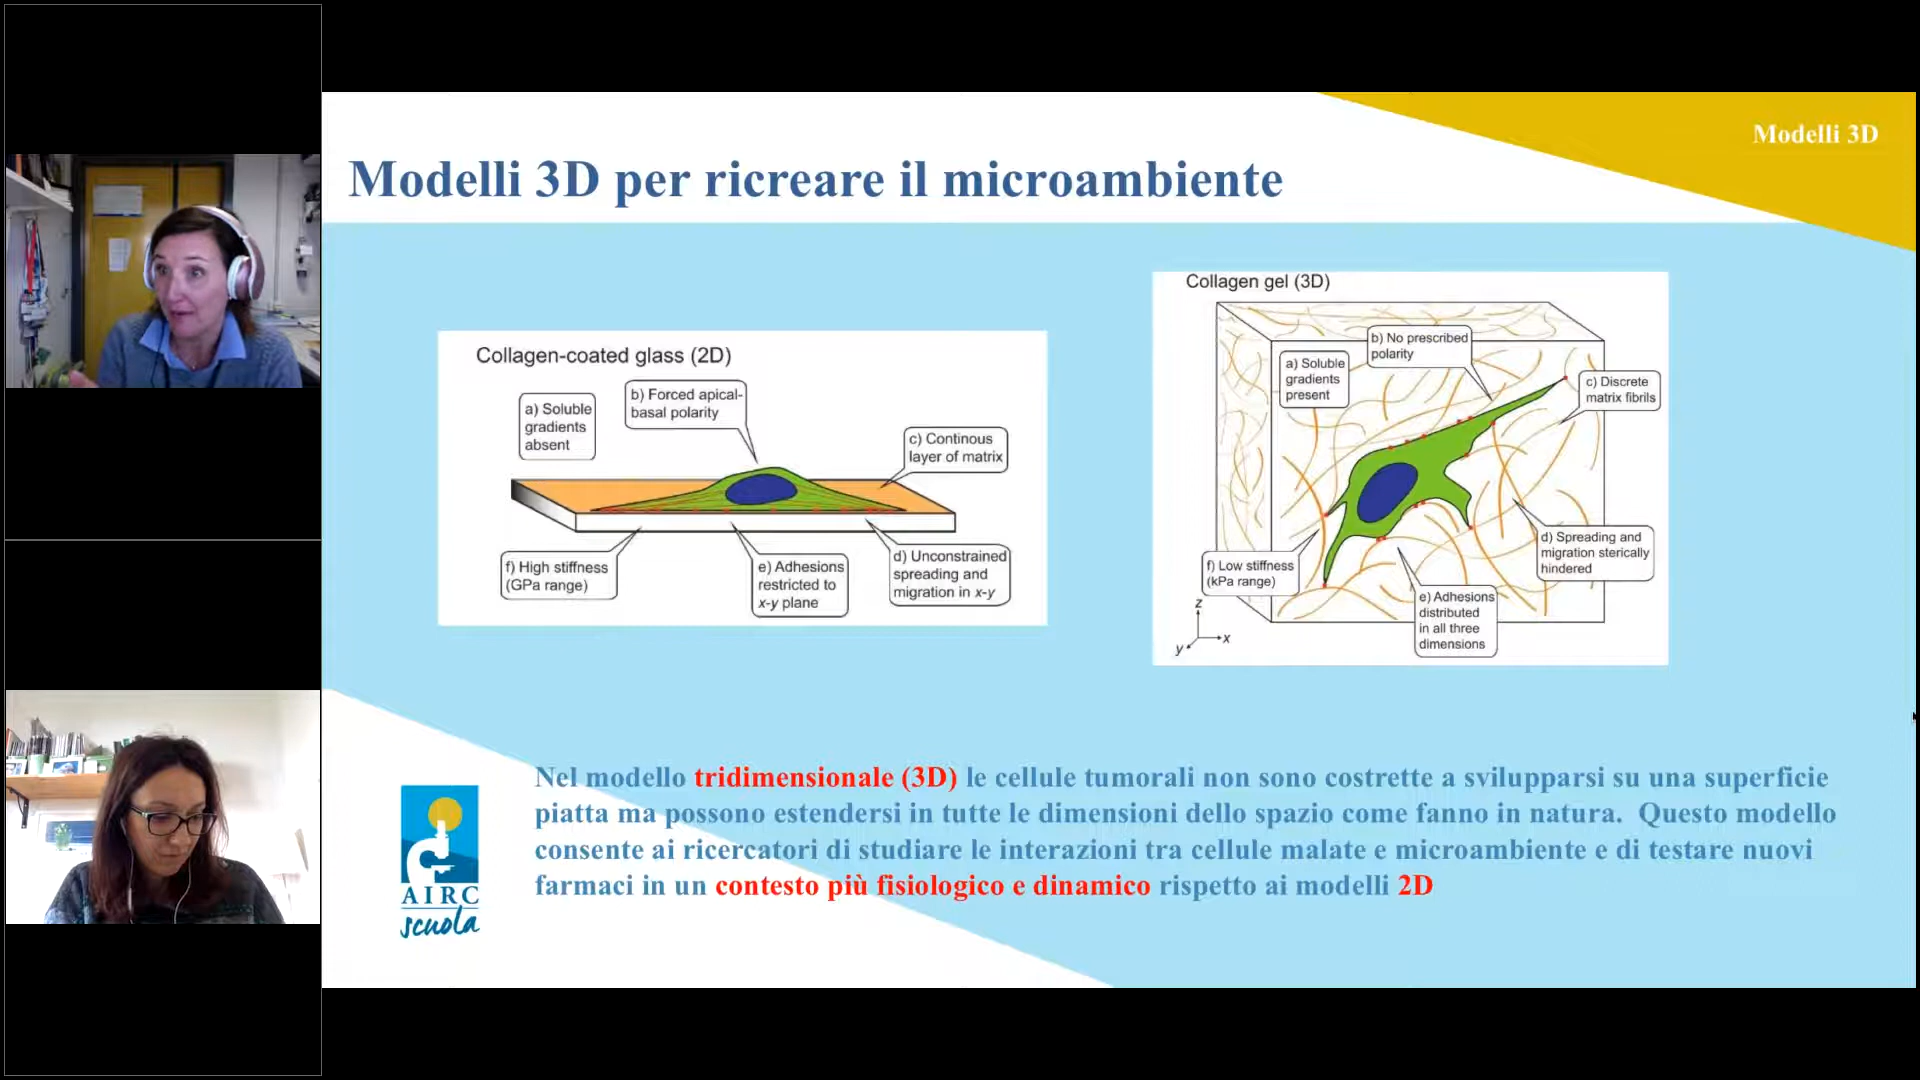 Modelli 3D
Modelli 3D per ricreare il microambiente
Collagen-coated glass (2D)
a) Soluble
gradients
absent
b) Forced apical-
basal polarity
c) Continous
layer of matrix
f) High stiffness
(GPa range)
e) Adhesions
restricted to
x-y plane
d) Unconstrained
spreading and
migration in x-y
Collagen gel (3D)
a) Soluble
gradients
present
b) No prescribed
polarity
c) Discrete
matrix fibrils
d) Spreading and
migration sterically
hindered
f) Low stiffness
(kPa range)
e) Adhesions
distributed
in all three
dimensions
z
x
y
Nel modello tridimensionale (3D) le cellule tumorali non sono costrette a svilupparsi su una superficie
piatta ma possono estendersi in tutte le dimensioni dello spazio come fanno in natura. Questo modello
consente ai ricercatori di studiare le interazioni tra cellule malate e microambiente e di testare nuovi
farmaci in un contesto più fisiologico e dinamico rispetto ai modelli 2D
AIRC
scuola